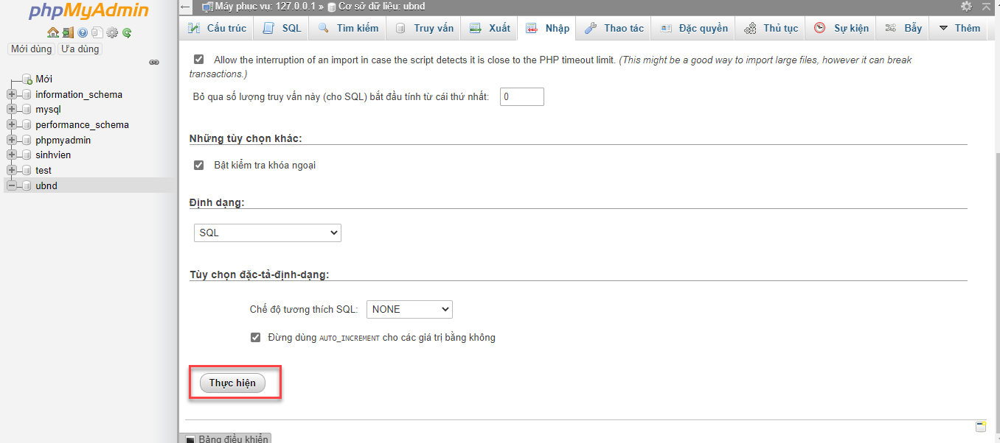 phpMyAdmin
Mới dùng Ưa dùng
Mới
information_schema
mysql
performance_schema
phpmyadmin
sinhvien
test
ubnd
Máy phục vụ: 127.0.0.1 » Cơ sở dữ liệu: ubnd
Cấu trúc SQL Tìm kiếm Truy vấn Xuất Nhập Thao tác Đặc quyền Thủ tục Sự kiện Bẫy Thêm
Allow the interruption of an import in case the script detects it is close to the PHP timeout limit. (This might be a good way to import large files, however it can break
transactions.)
Bỏ qua số lượng truy vấn này (cho SQL) bắt đầu tính từ cái thứ nhất: 0
Những tùy chọn khác:
Bật kiểm tra khóa ngoại
Định dạng:
SQL
Tùy chọn đặc-tả-định-dạng:
Chế độ tương thích SQL: NONE
Đừng dùng AUTO_INCREMENT cho các giá trị bằng không
Thực hiện
Bảng điều khiển